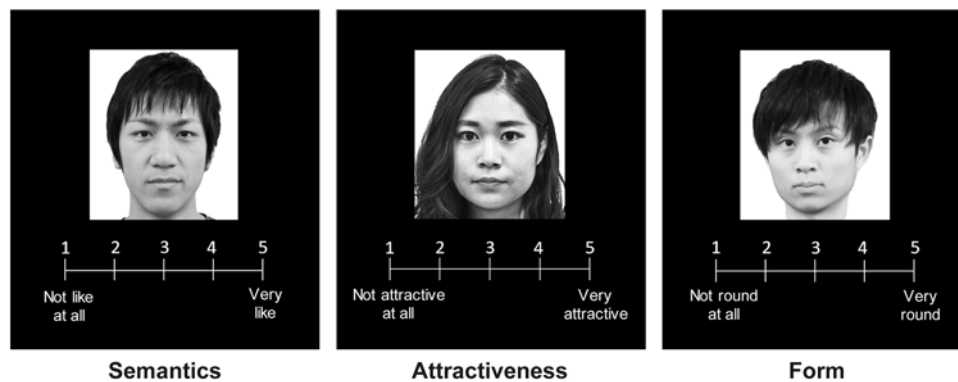 1 2 3 4 5
Not like
at all
Very
like
Semantics
1 2 3 4 5
Not attractive
at all
Very
attractive
Attractiveness
1 2 3 4 5
Not round
at all
Very
round
Form